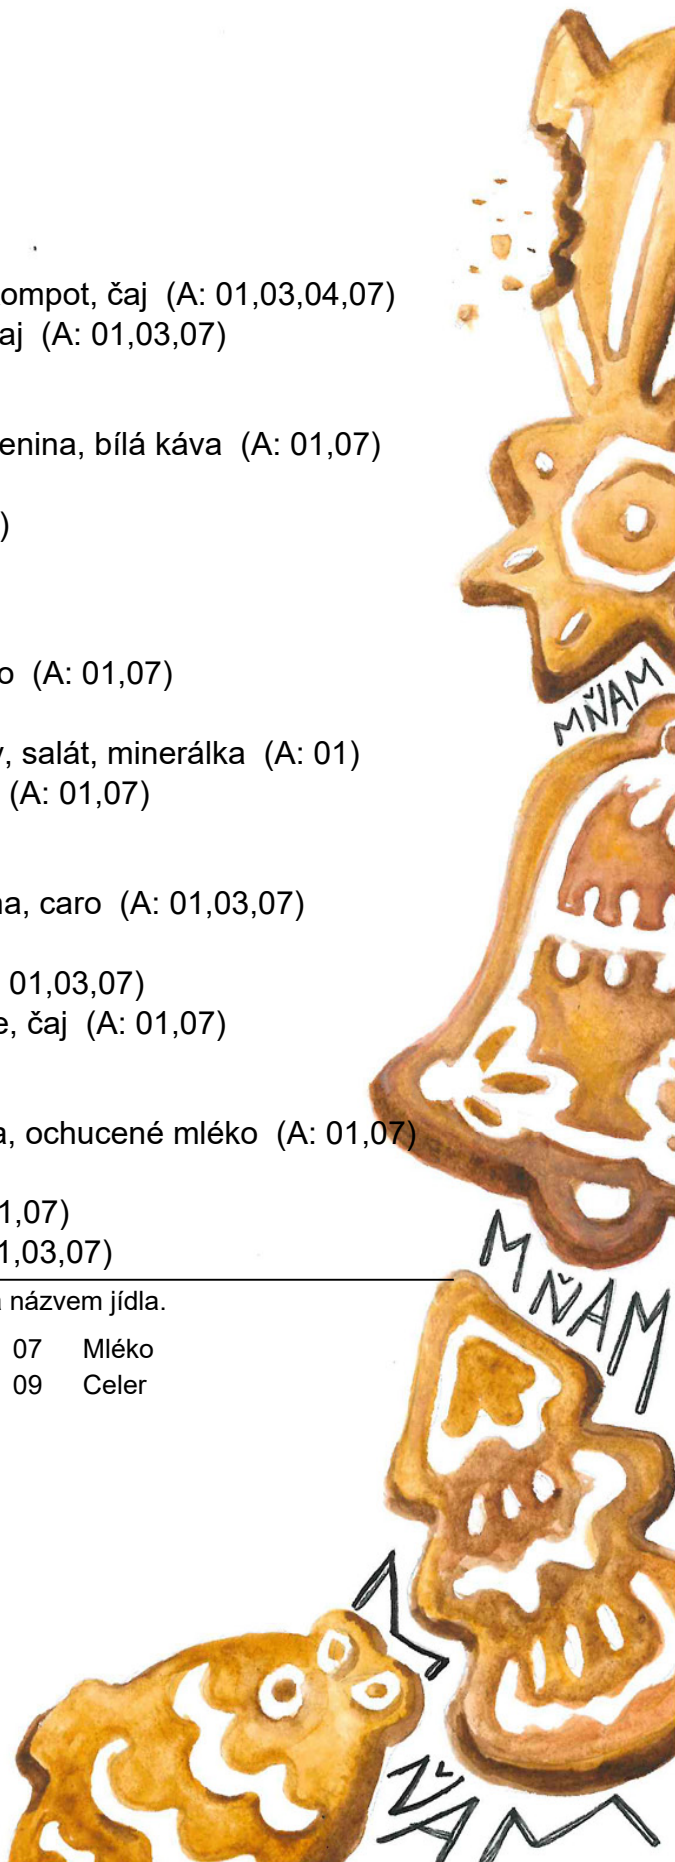 ompot, čaj (A: 01,03,04,07)
aj (A: 01,03,07)
enina, bílá káva (A: 01,07)
)
o (A: 01,07)
, salát, minerálka (A: 01)
(A: 01,07)
na, caro (A: 01,03,07)
01,03,07)
e, čaj (A: 01,07)
a, ochucené mléko (A: 01,07)
1,07)
1,03,07)
a názvem jídla.
07 Mléko
09 Celer
MŇAM
MŇAM
MŇAM